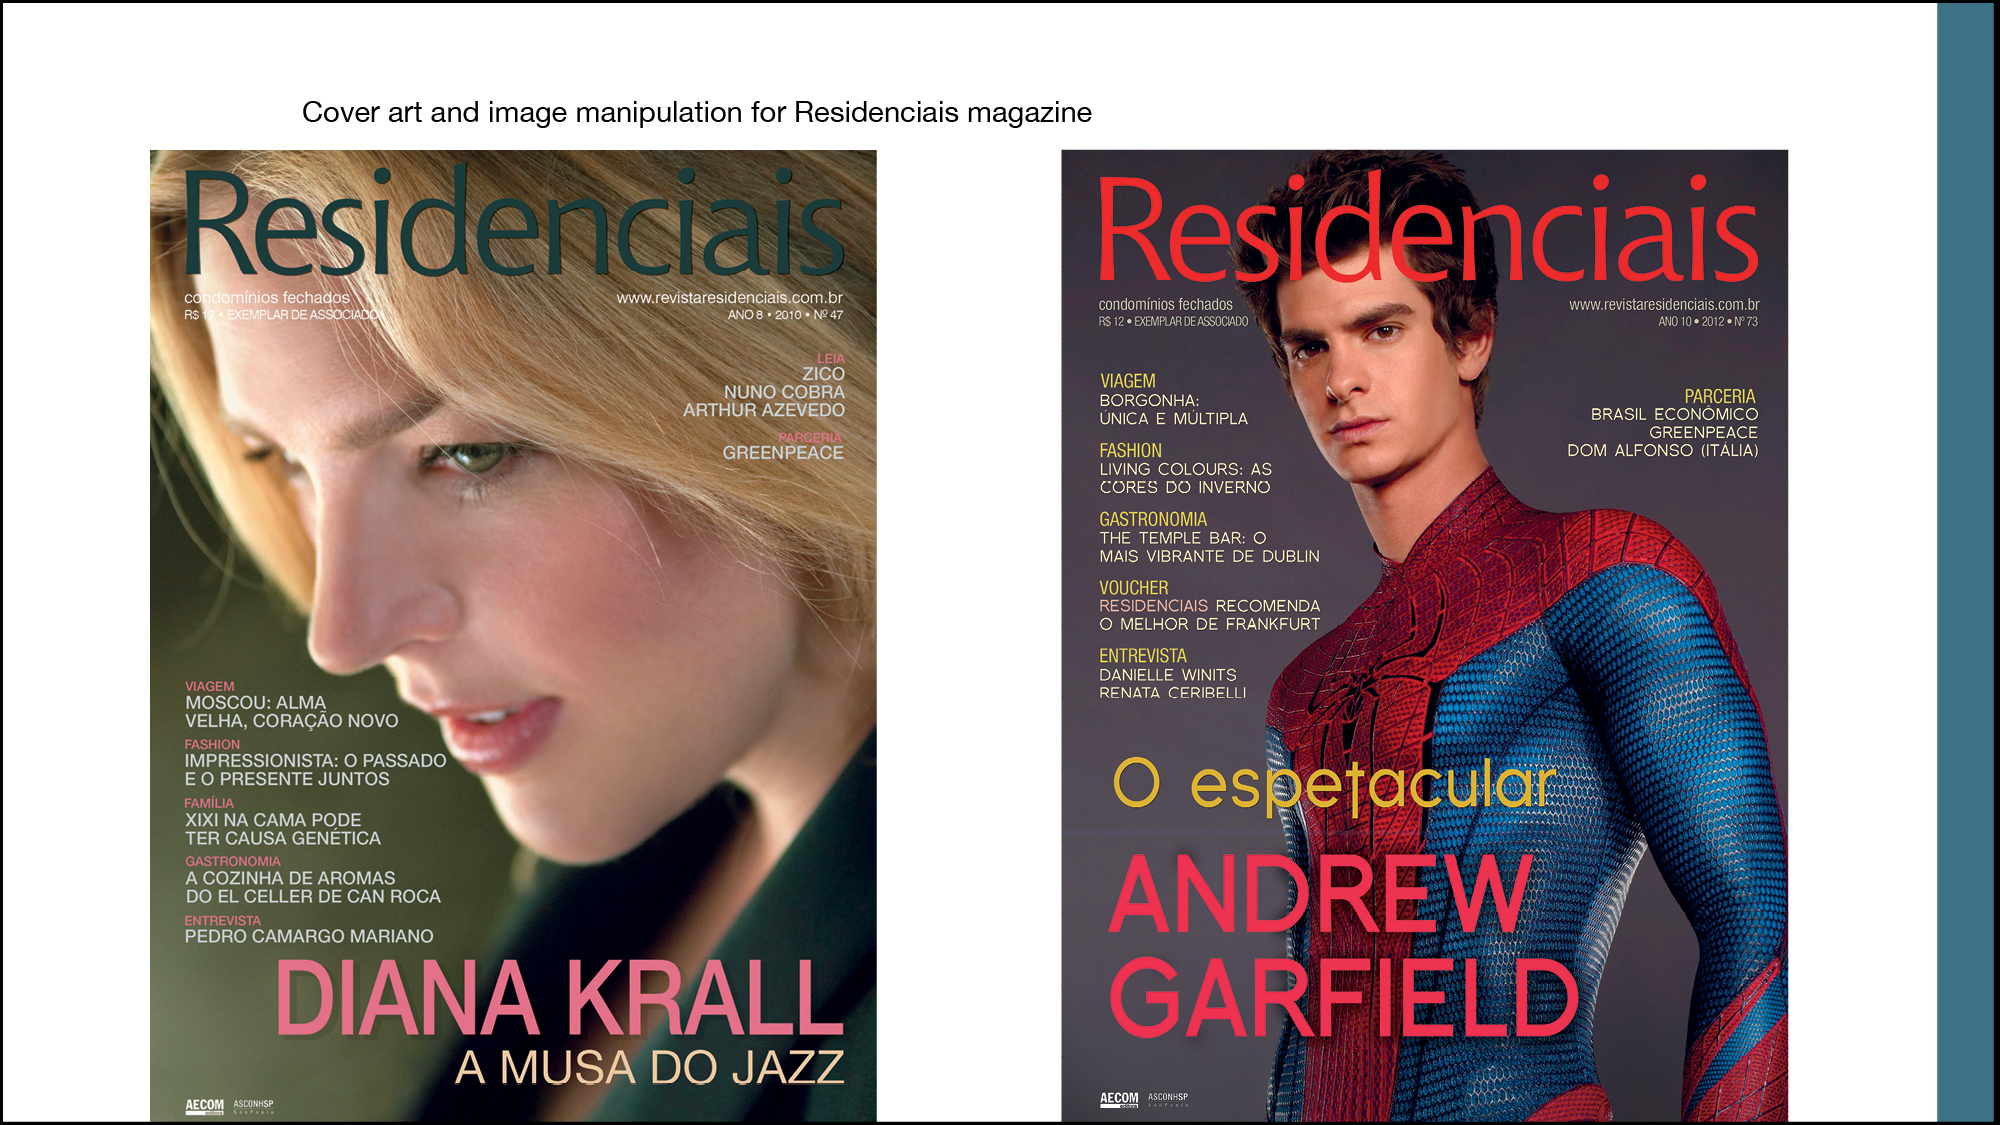 Cover art and image manipulation for Residenciais magazine
Residenciais
condomínios fechados
www.revistaresidenciais.com.br
R$ 12 • EXEMPLAR DE ASSOCIADO
ANO 8 • 2010 • Nº 47
LEIA
ZICO
NUNO COBRA
ARTHUR AZEVEDO
PARCERIA
GREENPEACE
VIAGEM
MOSCOU: ALMA
VELHA, CORAÇÃO NOVO
FASHION
IMPRESSIONISTA: O PASSADO
E O PRESENTE JUNTOS
FAMÍLIA
XIXI NA CAMA PODE
TER CAUSA GENÉTICA
GASTRONOMIA
A COZINHA DE AROMAS
DO EL CELLER DE CAN ROCA
ENTREVISTA
PEDRO CAMARGO MARIANO
DIANA KRALL
A MUSA DO JAZZ
AECOM
editora
ASCONHSP
São Paulo
Residenciais
condomínios fechados
www.revistaresidenciais.com.br
R$ 12 • EXEMPLAR DE ASSOCIADO
ANO 10 • 2012 • Nº 73
VIAGEM
BORGONHA:
ÚNICA E MÚLTIPLA
FASHION
LIVING COLOURS: AS
CORES DO INVERNO
GASTRONOMIA
THE TEMPLE BAR: O
MAIS VIBRANTE DE DUBLIN
VOUCHER
RESIDENCIAIS RECOMENDA
O MELHOR DE FRANKFURT
ENTREVISTA
DANIELLE WINITS
RENATA CERIBELLI
PARCERIA
BRASIL ECONÔMICO
GREENPEACE
DOM ALFONSO (ITÁLIA)
O espetacular
ANDREW
GARFIELD
AECOM
editora
ASCONHSP
São Paulo